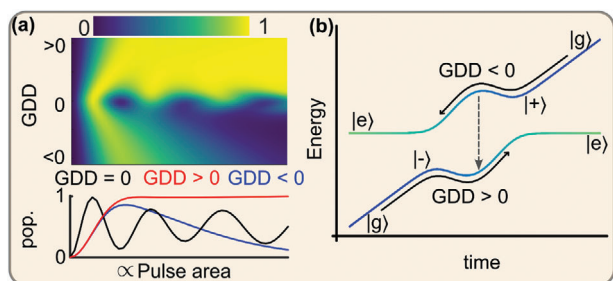 (a)
0 1
>0
0
<0
GDD
GDD = 0 GDD > 0 GDD < 0
1
0
pop.
∝ Pulse area
(b)
|g⟩
GDD < 0
|+⟩
|e⟩
|e⟩
|-⟩
GDD > 0
|g⟩
Energy
time